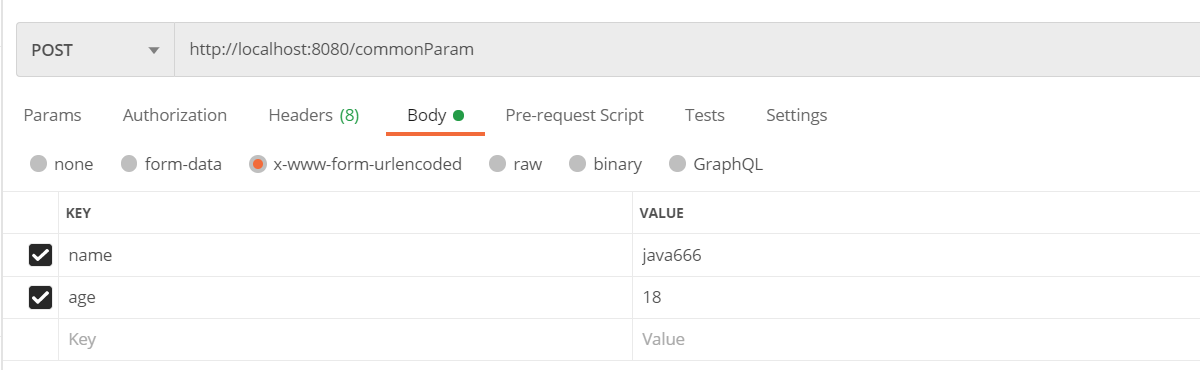 POST http://localhost:8080/commonParam
Params Authorization Headers (8) Body Pre-request Script Tests Settings
none form-data x-www-form-urlencoded raw binary GraphQL
KEY VALUE
name java666
age 18
Key Value